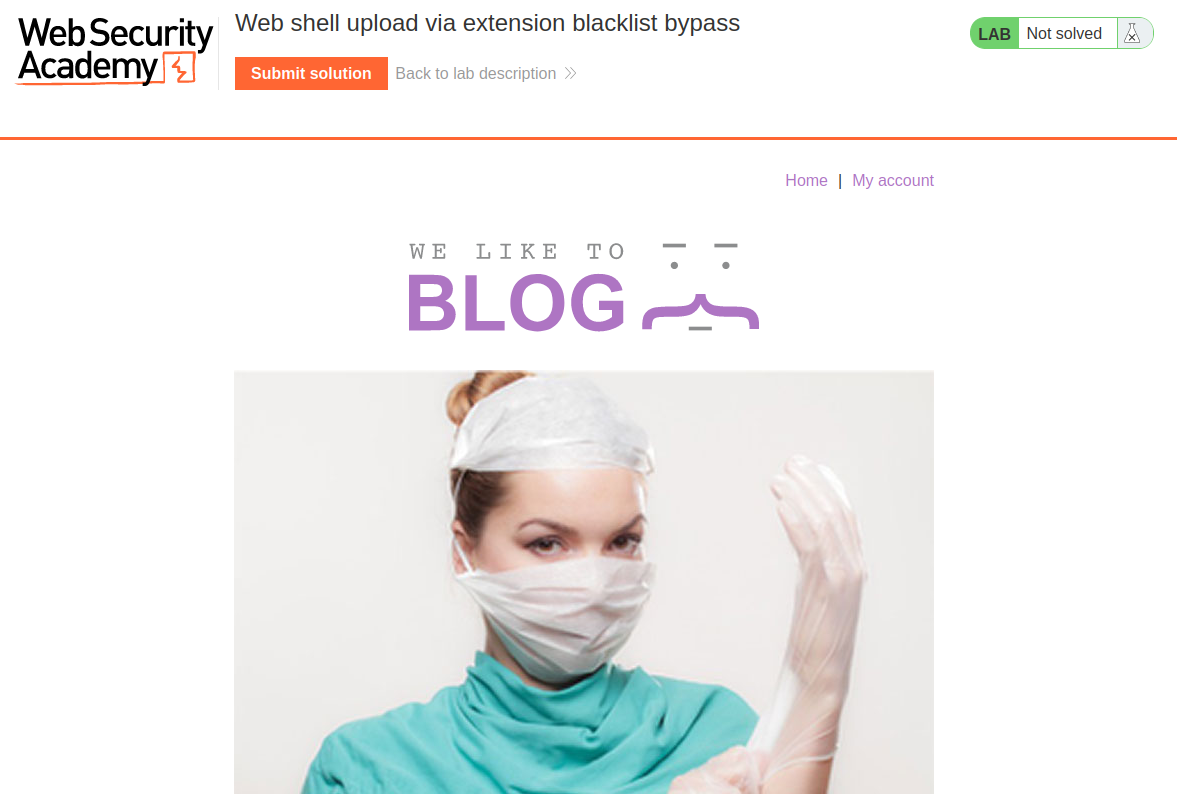 Web Security
Academy
Web shell upload via extension blacklist bypass
Submit solution
Back to lab description
LAB Not solved
Home | My account
WE LIKE TO
BLOG